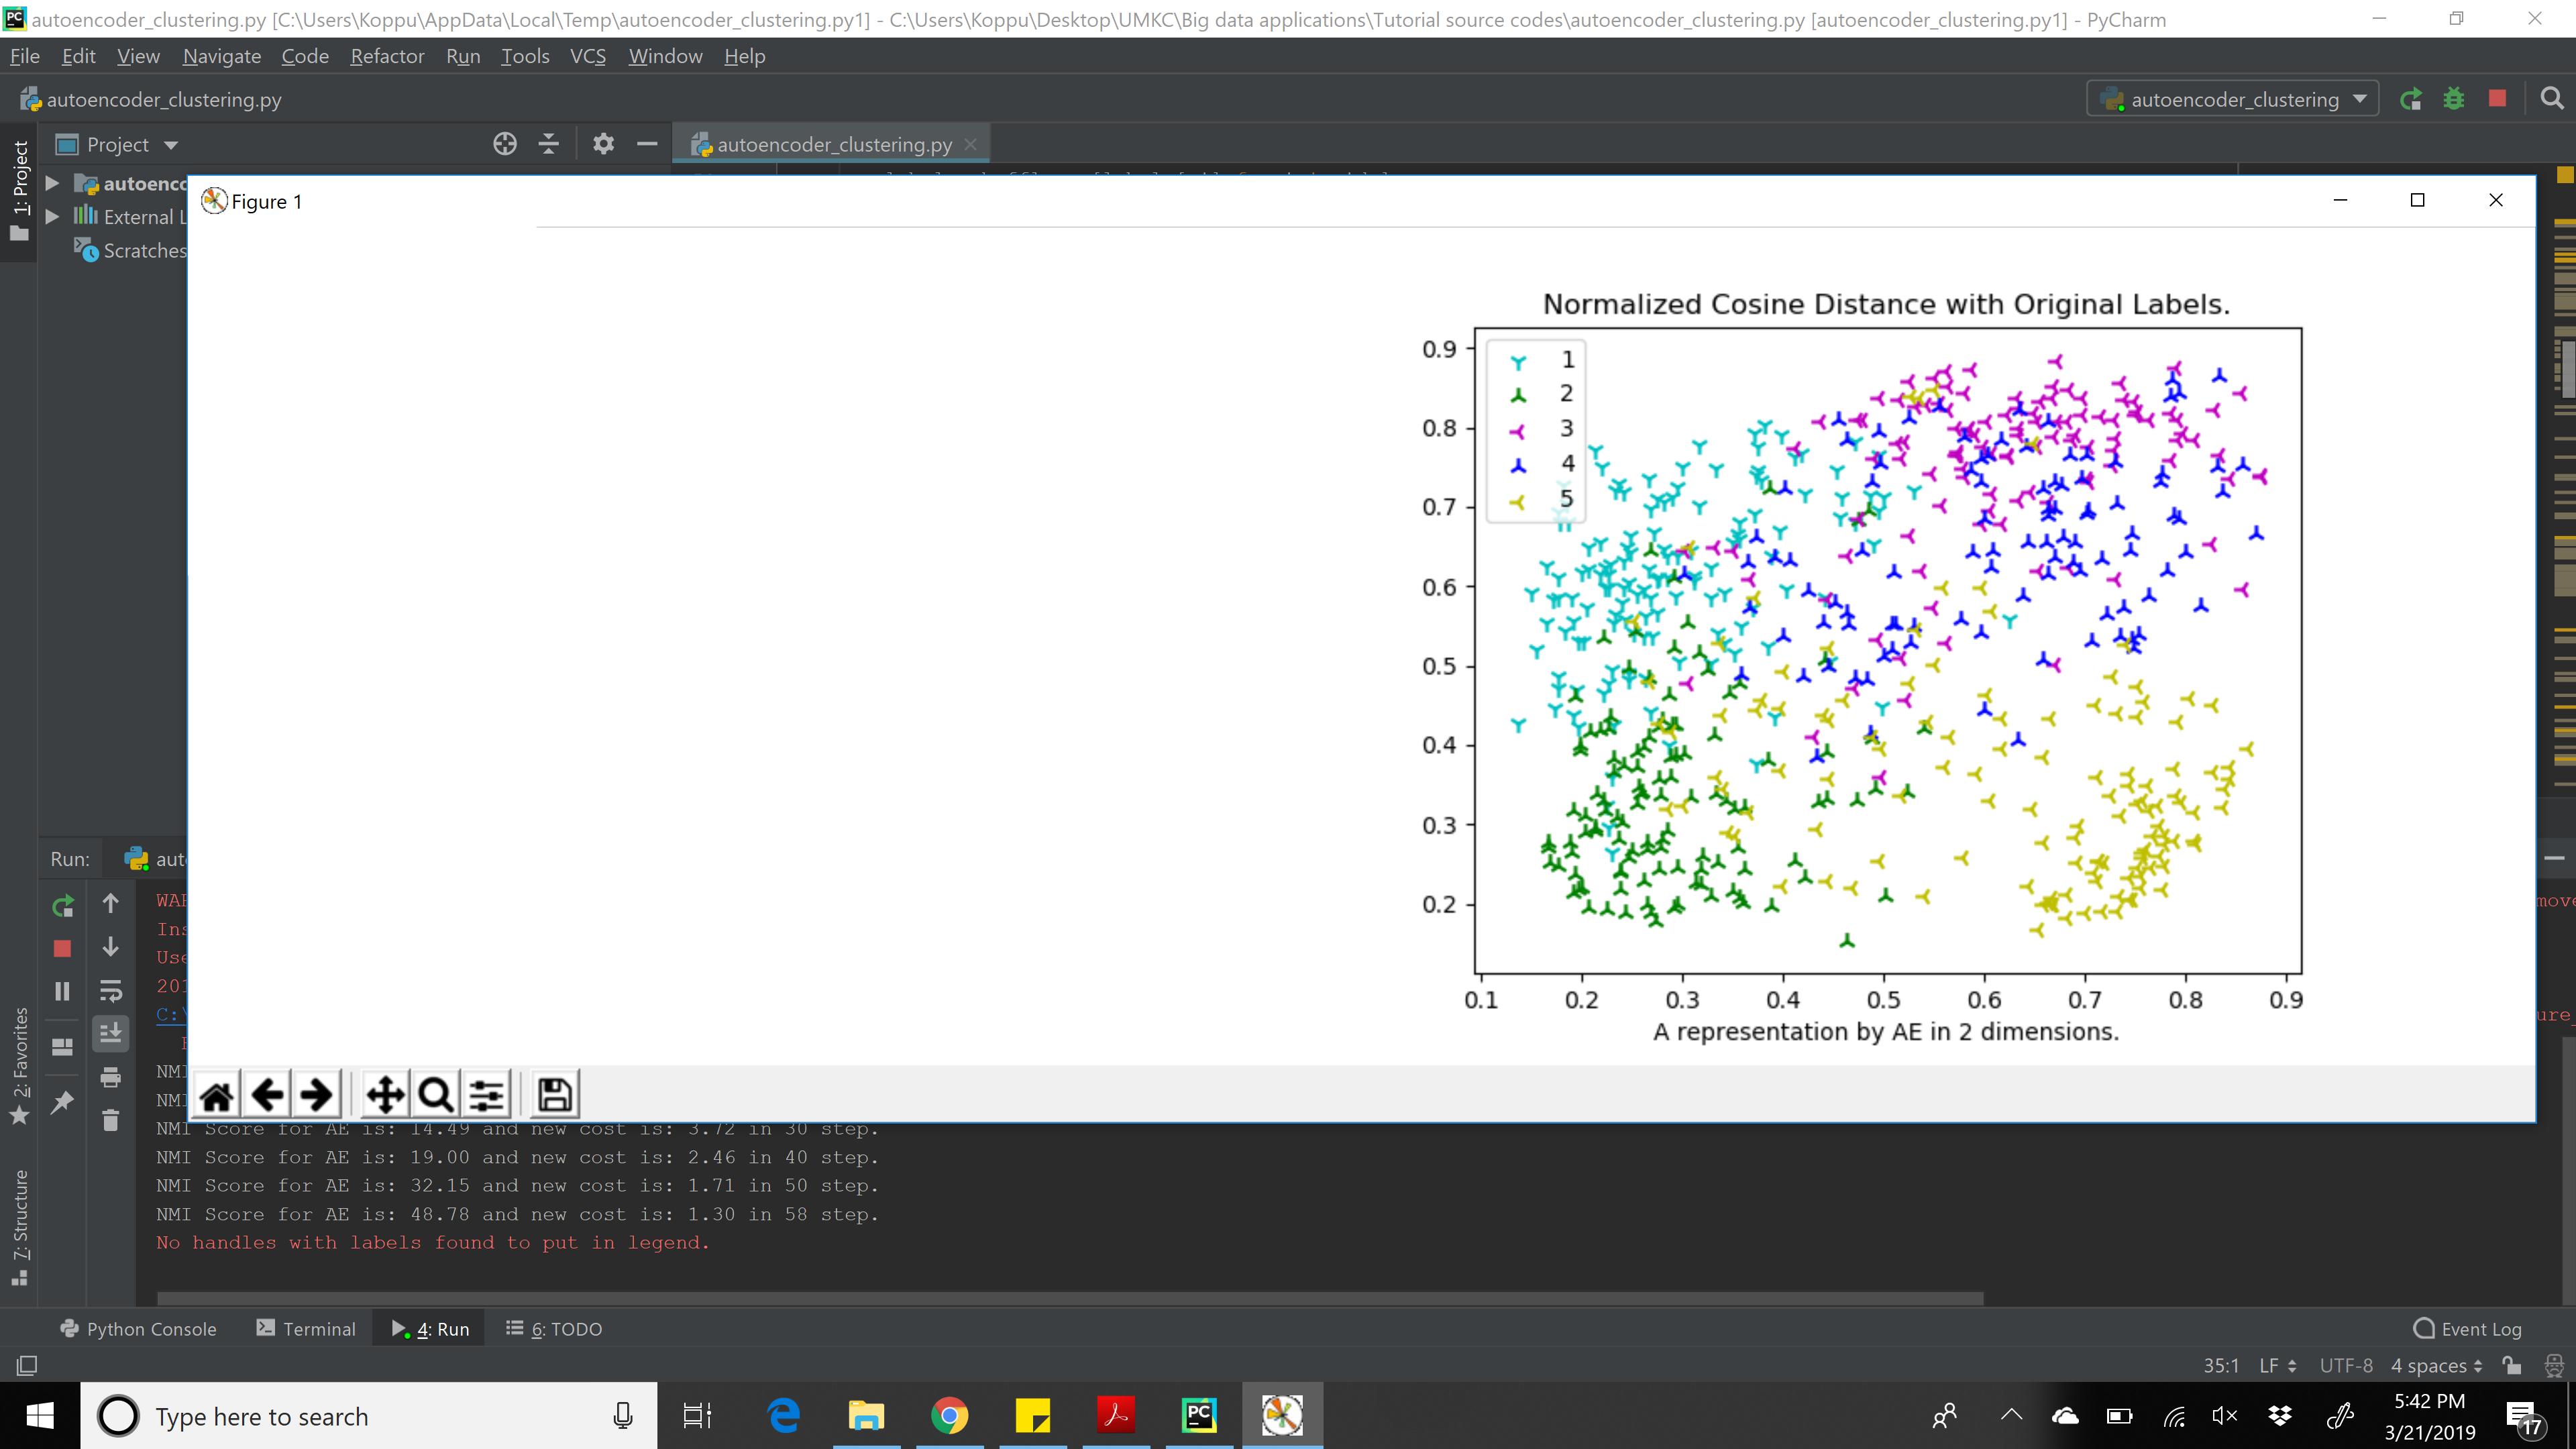 autoencoder_clustering.py [C:\Users\Koppu\AppData\Local\Temp\autoencoder_clustering.py1] - C:\Users\Koppu\Desktop\UMKC\Big data applications\Tutorial source codes\autoencoder_clustering.py [autoencoder_clustering.py1] - PyCharm
File Edit View Navigate Code Refactor Run Tools VCS Window Help
autoencoder_clustering.py
autoencoder_clustering
1: Project
Project
autoencoder_clustering.py
autoenc
External L
Scratches
Figure 1
Normalized Cosine Distance with Original Labels.
1
2
3
4
5
0.9
0.8
0.7
0.6
0.5
0.4
0.3
0.2
0.1 0.2 0.3 0.4 0.5 0.6 0.7 0.8 0.9
A representation by AE in 2 dimensions.
Run: aut
WAR
Ins
Use
201
C:\
move
ure_
NMI
NMI
NMI Score for AE is: 14.49 and new cost is: 3.72 in 30 step.
NMI Score for AE is: 19.00 and new cost is: 2.46 in 40 step.
NMI Score for AE is: 32.15 and new cost is: 1.71 in 50 step.
NMI Score for AE is: 48.78 and new cost is: 1.30 in 58 step.
No handles with labels found to put in legend.
2: Favorites
7: Structure
Python Console Terminal 4: Run 6: TODO Event Log
35:1 LF UTF-8 4 spaces
Type here to search
PC
5:42 PM
3/21/2019
17